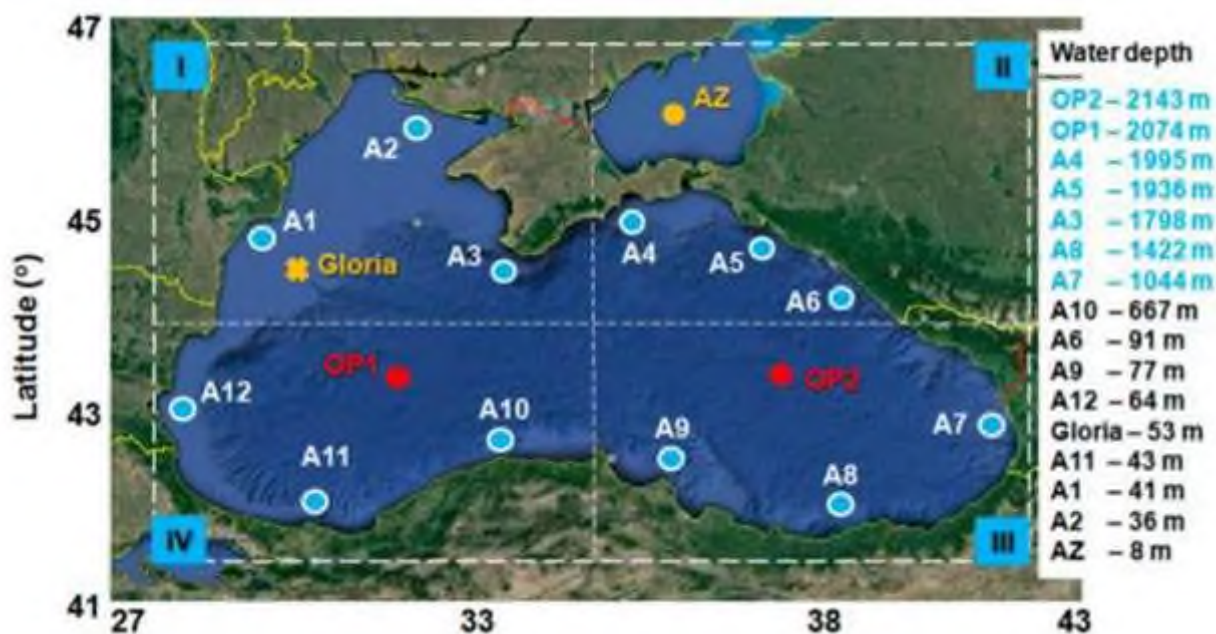 47
I
II
Water depth
AZ
OP2 – 2143 m
OP1 – 2074 m
A2
A4 – 1995 m
A5 – 1936 m
45
A1
A3 – 1798 m
A4
A5
A3
A8 – 1422 m
Gloria
A7 – 1044 m
A6
A10 – 667 m
A6 – 91 m
Latitude (°)
OP1
OP2
A9 – 77 m
43
A12
A10
A12 – 64 m
A7
Gloria – 53 m
A9
A11
A11 – 43 m
A8
A1 – 41 m
A2 – 36 m
IV
III
AZ – 8 m
41
27
33
38
43